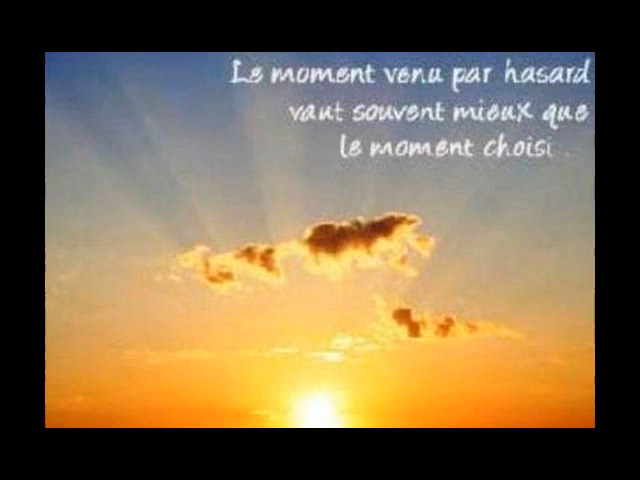 Le moment venu par hasard
vaut souvent mieux que
le moment choisi .